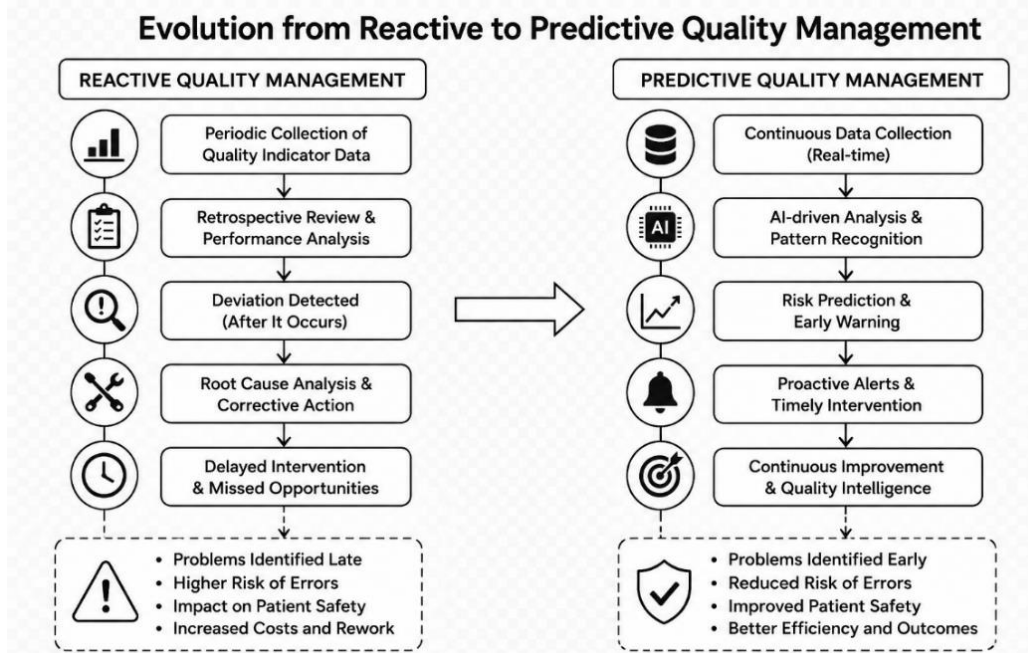 Evolution from Reactive to Predictive Quality Management
REACTIVE QUALITY MANAGEMENT
Periodic Collection of
Quality Indicator Data
Retrospective Review &
Performance Analysis
Deviation Detected
(After It Occurs)
Root Cause Analysis &
Corrective Action
Delayed Intervention
& Missed Opportunities
• Problems Identified Late
• Higher Risk of Errors
• Impact on Patient Safety
• Increased Costs and Rework
PREDICTIVE QUALITY MANAGEMENT
Continuous Data Collection
(Real-time)
AI
AI-driven Analysis &
Pattern Recognition
Risk Prediction &
Early Warning
Proactive Alerts &
Timely Intervention
Continuous Improvement
& Quality Intelligence
• Problems Identified Early
• Reduced Risk of Errors
• Improved Patient Safety
• Better Efficiency and Outcomes